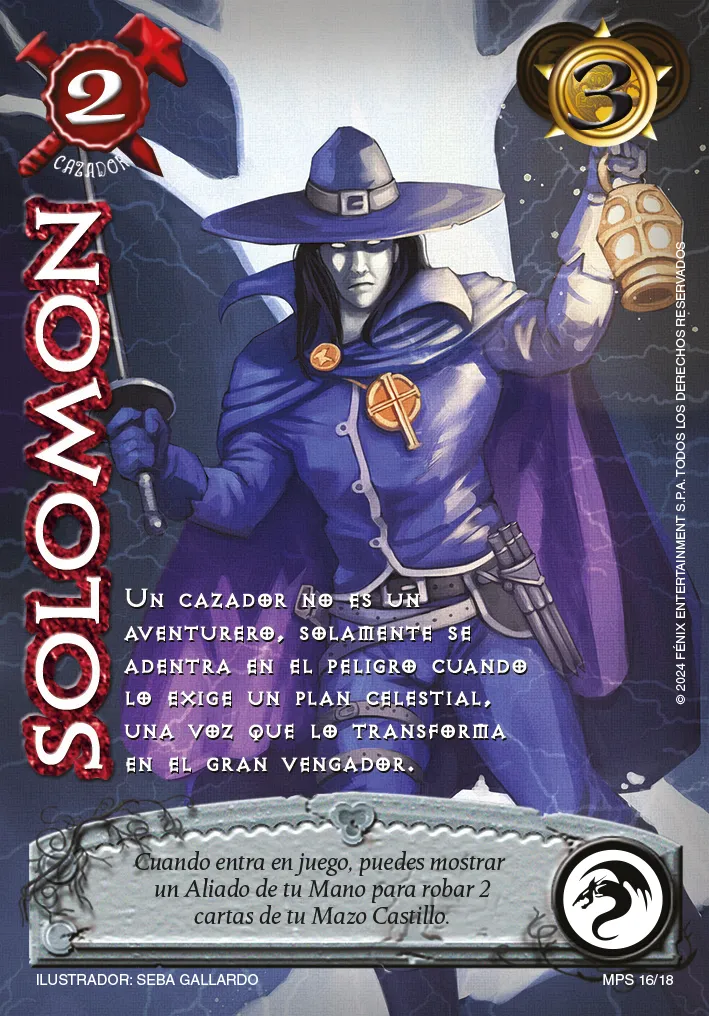 2
CAZADOR
3
SOLOMON
UN CAZADOR NO ES UN
AVENTURERO, SOLAMENTE SE
ADENTRA EN EL PELIGRO CUANDO
LO EXIGE UN PLAN CELESTIAL,
UNA VOZ QUE LO TRANSFORMA
EN EL GRAN VENGADOR.
© 2024 FÉNIX ENTERTAINMENT S.P.A. TODOS LOS DERECHOS RESERVADOS
Cuando entra en juego, puedes mostrar
un Aliado de tu Mano para robar 2
cartas de tu Mazo Castillo.
ILUSTRADOR: SEBA GALLARDO
MPS 16/18